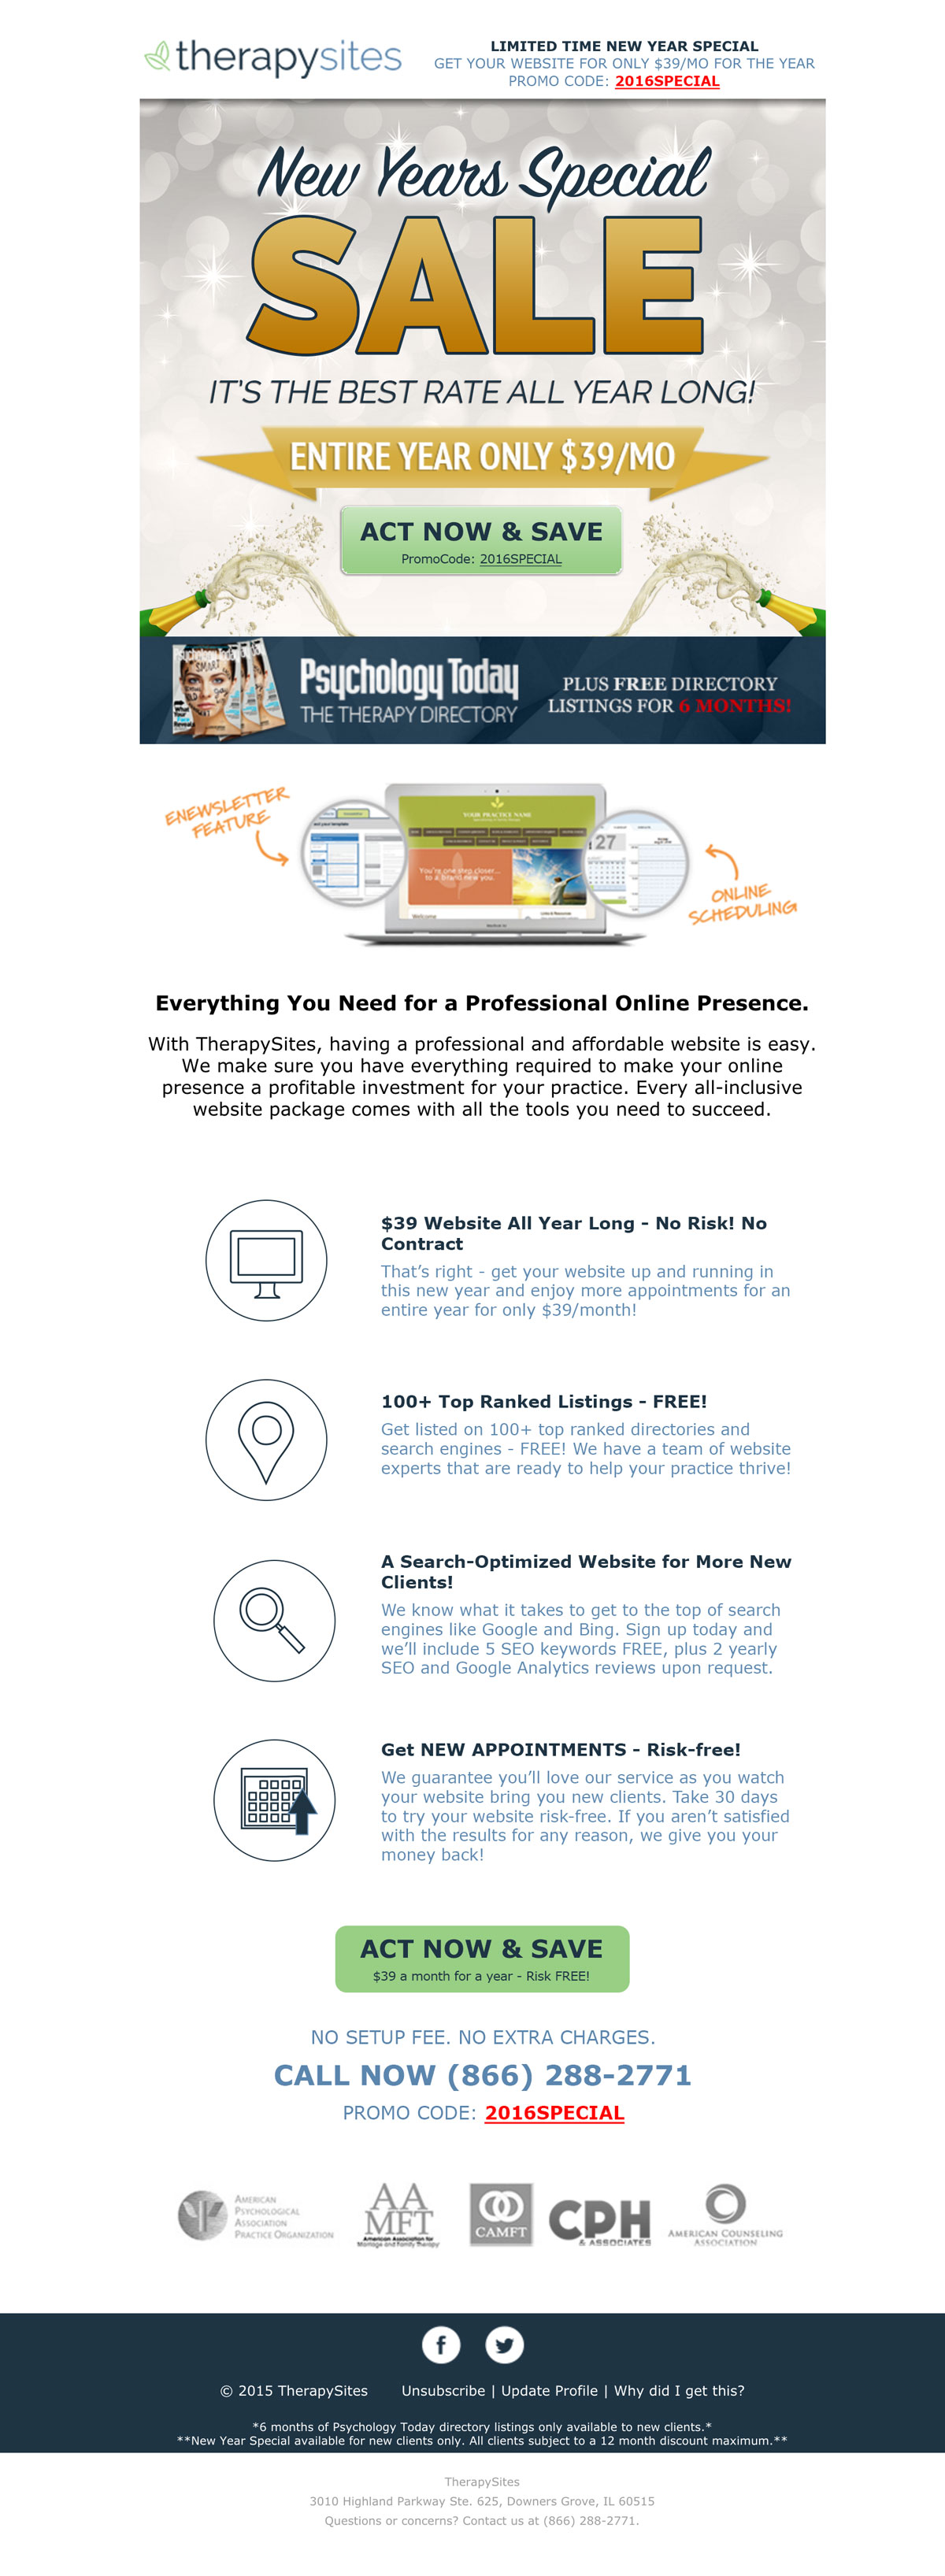 therapysites
LIMITED TIME NEW YEAR SPECIAL
GET YOUR WEBSITE FOR ONLY $39/MO FOR THE YEAR
PROMO CODE: 2016SPECIAL
New Years Special
SALE
IT'S THE BEST RATE ALL YEAR LONG!
ENTIRE YEAR ONLY $39/MO
ACT NOW & SAVE
PromoCode: 2016SPECIAL
Psychology Today
THE THERAPY DIRECTORY
PLUS FREE DIRECTORY
LISTINGS FOR 6 MONTHS!
ENEWSLETTER
FEATURE
YOUR PRACTICE NAME
27
You're one step closer...
to a brand new you.
Welcome
Links & Resources
ONLINE
SCHEDULING
Everything You Need for a Professional Online Presence.
With TherapySites, having a professional and affordable website is easy.
We make sure you have everything required to make your online
presence a profitable investment for your practice. Every all-inclusive
website package comes with all the tools you need to succeed.
$39 Website All Year Long - No Risk! No
Contract
That's right - get your website up and running in
this new year and enjoy more appointments for an
entire year for only $39/month!
100+ Top Ranked Listings - FREE!
Get listed on 100+ top ranked directories and
search engines - FREE! We have a team of website
experts that are ready to help your practice thrive!
A Search-Optimized Website for More New
Clients!
We know what it takes to get to the top of search
engines like Google and Bing. Sign up today and
we'll include 5 SEO keywords FREE, plus 2 yearly
SEO and Google Analytics reviews upon request.
Get NEW APPOINTMENTS - Risk-free!
We guarantee you'll love our service as you watch
your website bring you new clients. Take 30 days
to try your website risk-free. If you aren't satisfied
with the results for any reason, we give you your
money back!
ACT NOW & SAVE
$39 a month for a year - Risk FREE!
NO SETUP FEE. NO EXTRA CHARGES.
CALL NOW (866) 288-2771
PROMO CODE: 2016SPECIAL
AMERICAN
PSYCHOLOGICAL
ASSOCIATION
PRACTICE ORGANIZATION
AA
MFT
American Association for
Marriage and Family Therapy
CAMFT
CPH
& ASSOCIATES
AMERICAN COUNSELING
ASSOCIATION
© 2015 TherapySites Unsubscribe | Update Profile | Why did I get this?
*6 months of Psychology Today directory listings only available to new clients.*
**New Year Special available for new clients only. All clients subject to a 12 month discount maximum.**
TherapySites
3010 Highland Parkway Ste. 625, Downers Grove, IL 60515
Questions or concerns? Contact us at (866) 288-2771.